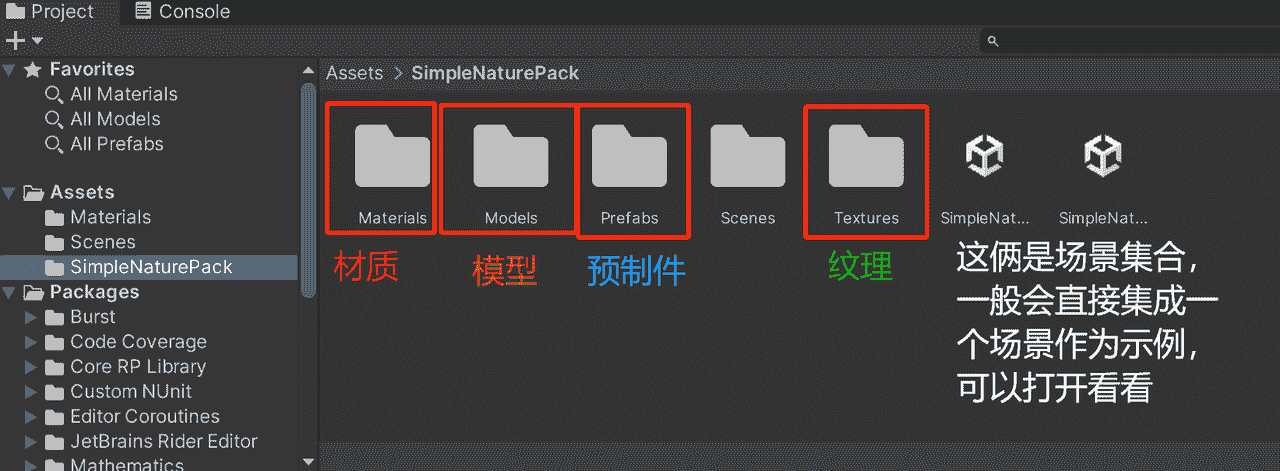 Project
Console
Favorites
All Materials
All Models
All Prefabs
Assets
Materials
Scenes
SimpleNaturePack
Packages
Burst
Code Coverage
Core RP Library
Custom NUnit
Editor Coroutines
JetBrains Rider Editor
Mathematics
Assets > SimpleNaturePack
Materials
Models
Prefabs
Scenes
Textures
SimpleNat...
SimpleNat...
材质
模型
预制件
纹理
这俩是场景集合，
一般会直接集成一
个场景作为示例，
可以打开看看